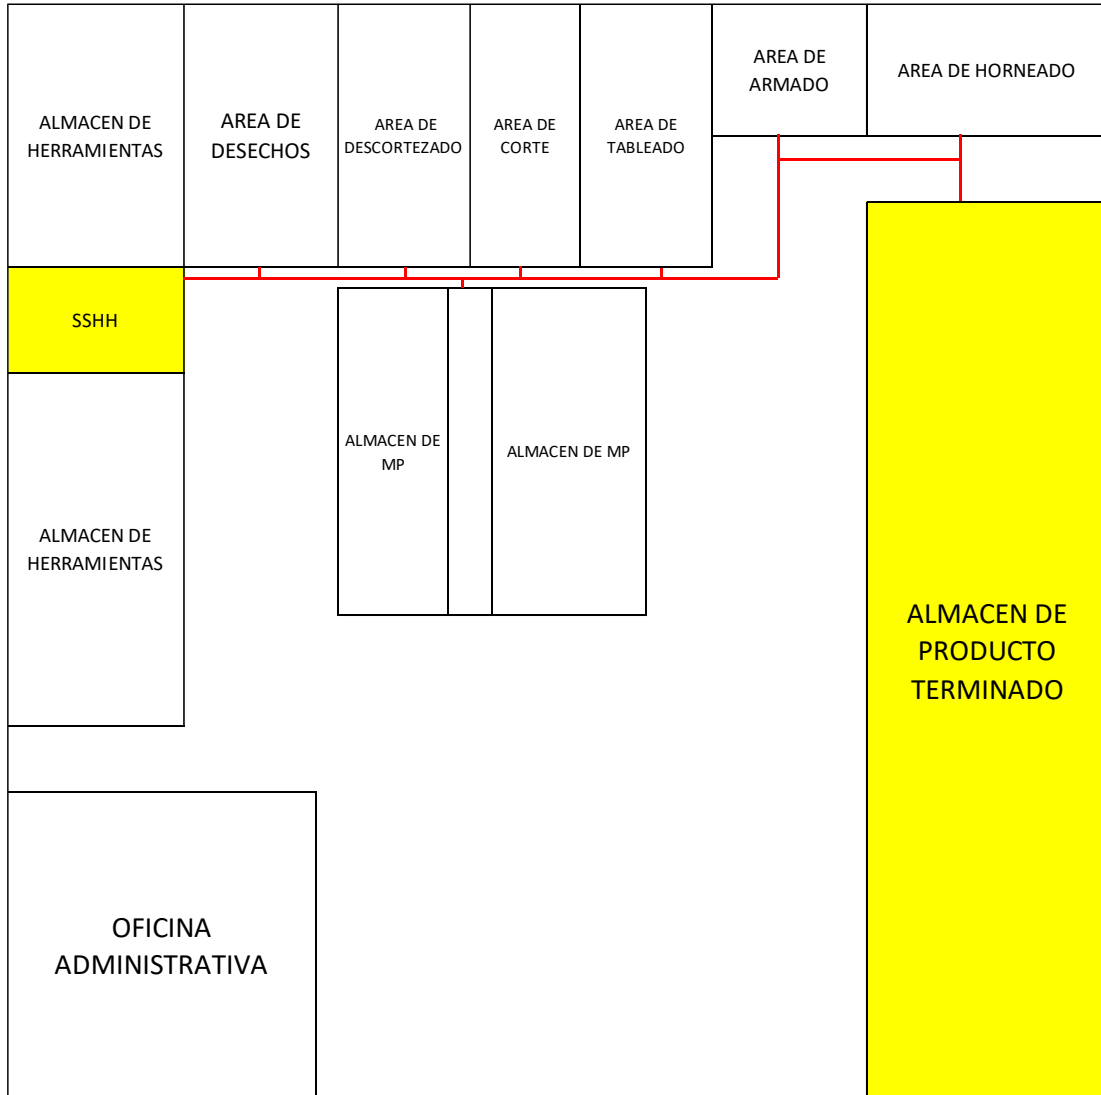 ALMACEN DE
HERRAMIENTAS
AREA DE
DESECHOS
AREA DE
DESCORTEZADO
AREA DE
CORTE
AREA DE
TABLEADO
AREA DE
ARMADO
AREA DE HORNEADO
SSHH
ALMACEN DE
HERRAMIENTAS
ALMACEN DE
MP
ALMACEN DE MP
ALMACEN DE
PRODUCTO
TERMINADO
OFICINA
ADMINISTRATIVA